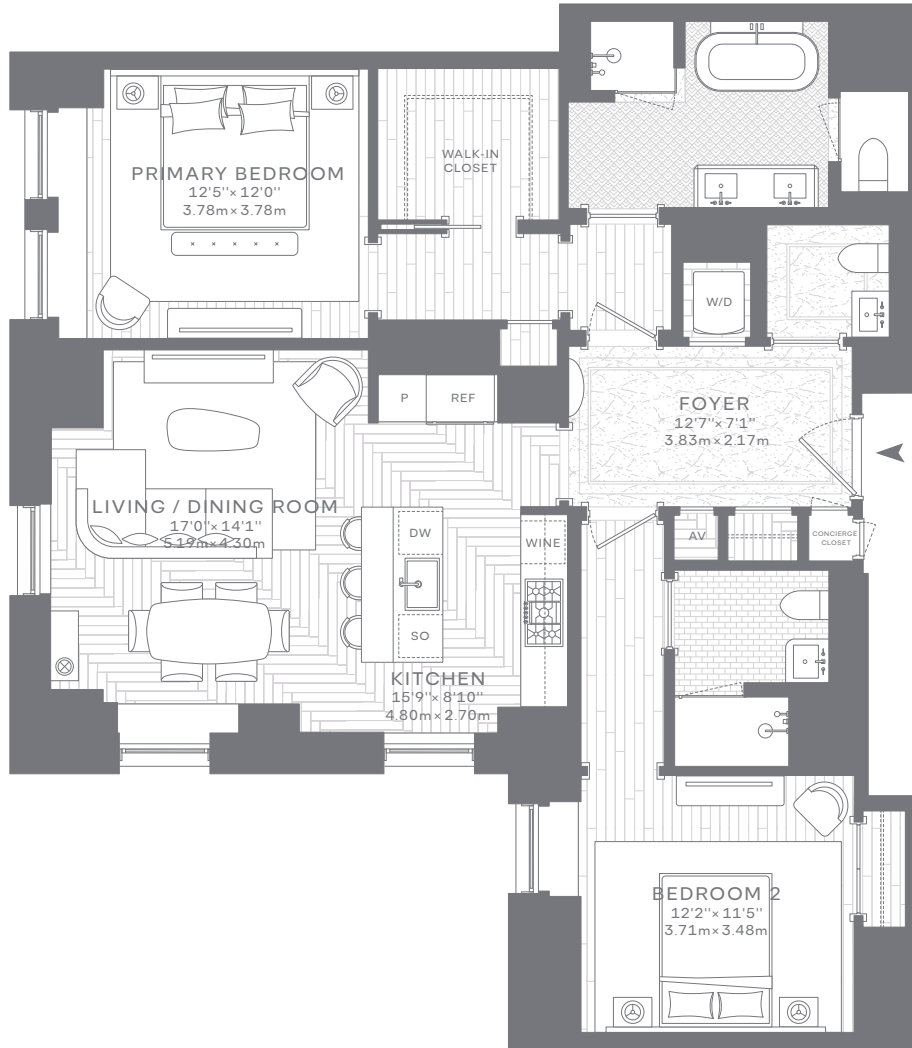 PRIMARY BEDROOM
12'5''×12'0''
3.78m×3.78m
WALK-IN
CLOSET
W/D
P
REF
FOYER
12'7''×7'1''
3.83m×2.17m
LIVING / DINING ROOM
17'0''×14'1''
5.19m×4.30m
DW
WINE
AV
CONCIERGE
CLOSET
SO
KITCHEN
15'9''×8'10''
4.80m×2.70m
BEDROOM 2
12'2''×11'5''
3.71m×3.48m